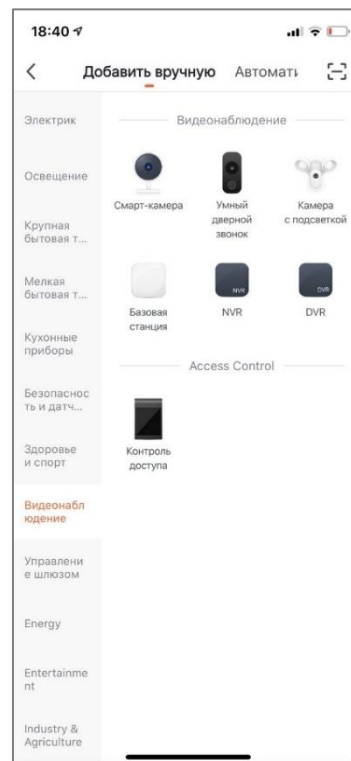 18:40
Добавить вручную Автомати
Электрик
Освещение
Крупная
бытовая т...
Мелкая
бытовая т...
Кухонные
приборы
Безопаснос
ть и датч...
Здоровье
и спорт
Видеонабл
юдение
Управлени
е шлюзом
Energy
Entertainme
nt
Industry &
Agriculture
Видеонаблюдение
Смарт-камера
Умный
дверной
звонок
Камера
с подсветкой
Базовая
станция
NVR
NVR
DVR
DVR
Access Control
Контроль
доступа